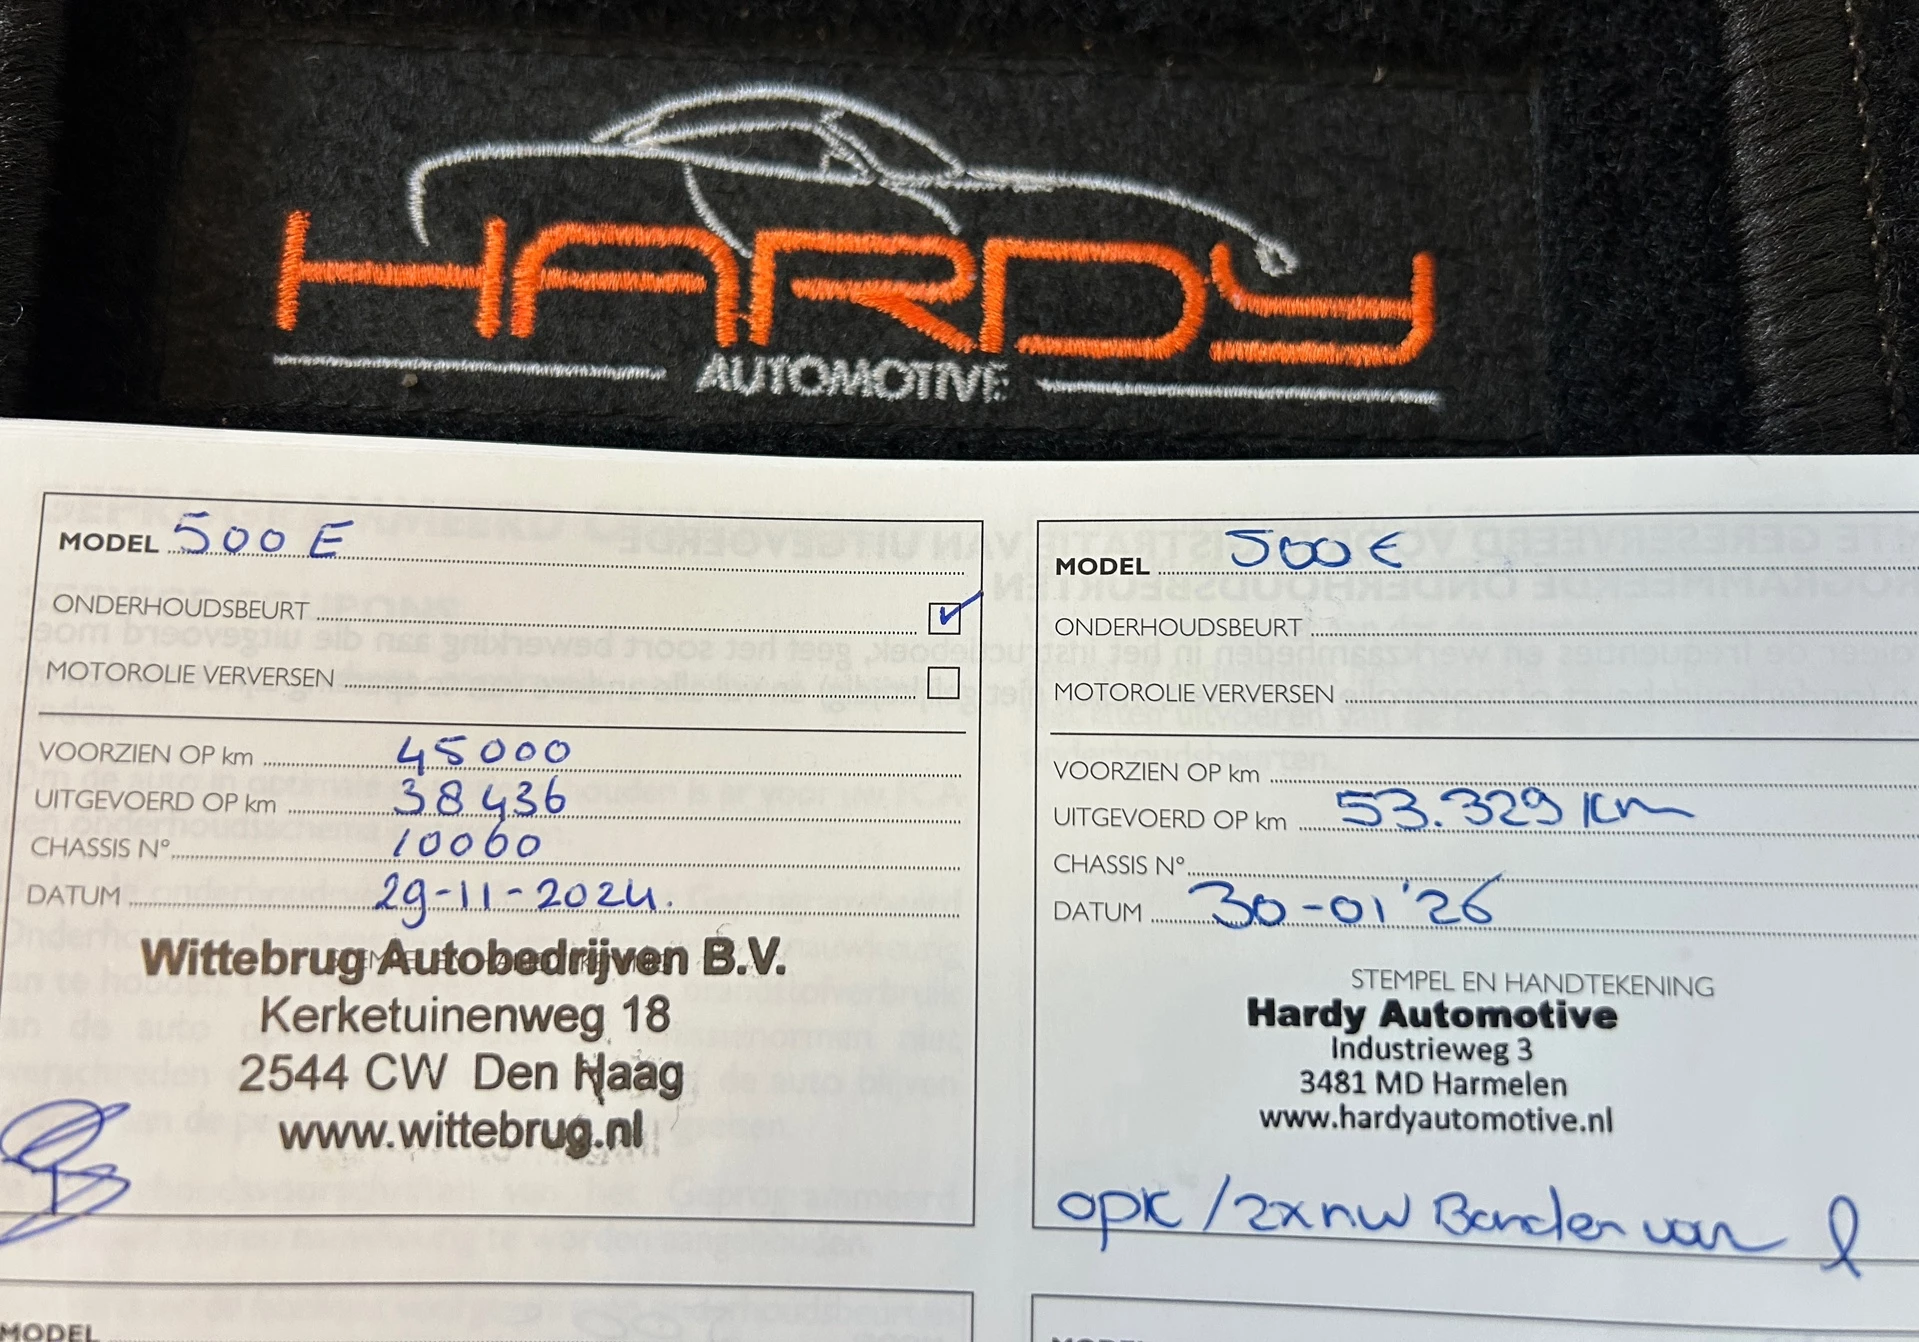 HARDY
AUTOMOTIVE
MODEL 500 E
ONDERHOUDSBEURT
MOTOROLIE VERVERSEN
VOORZIEN OP km 45000
UITGEVOERD OP km 38436
CHASSIS N° 10060
DATUM 29-11-2024.
Wittebrug Autobedrijven B.V.
Kerketuinenweg 18
2544 CW Den Haag
www.wittebrug.nl
MODEL
MODEL 500 €
ONDERHOUDSBEURT
MOTOROLIE VERVERSEN
VOORZIEN OP km
UITGEVOERD OP km 53.329 km
CHASSIS N°
DATUM 30-01 '26
STEMPEL EN HANDTEKENING
Hardy Automotive
Industrieweg 3
3481 MD Harmelen
www.hardyautomotive.nl
opk / 2x nw Banden van